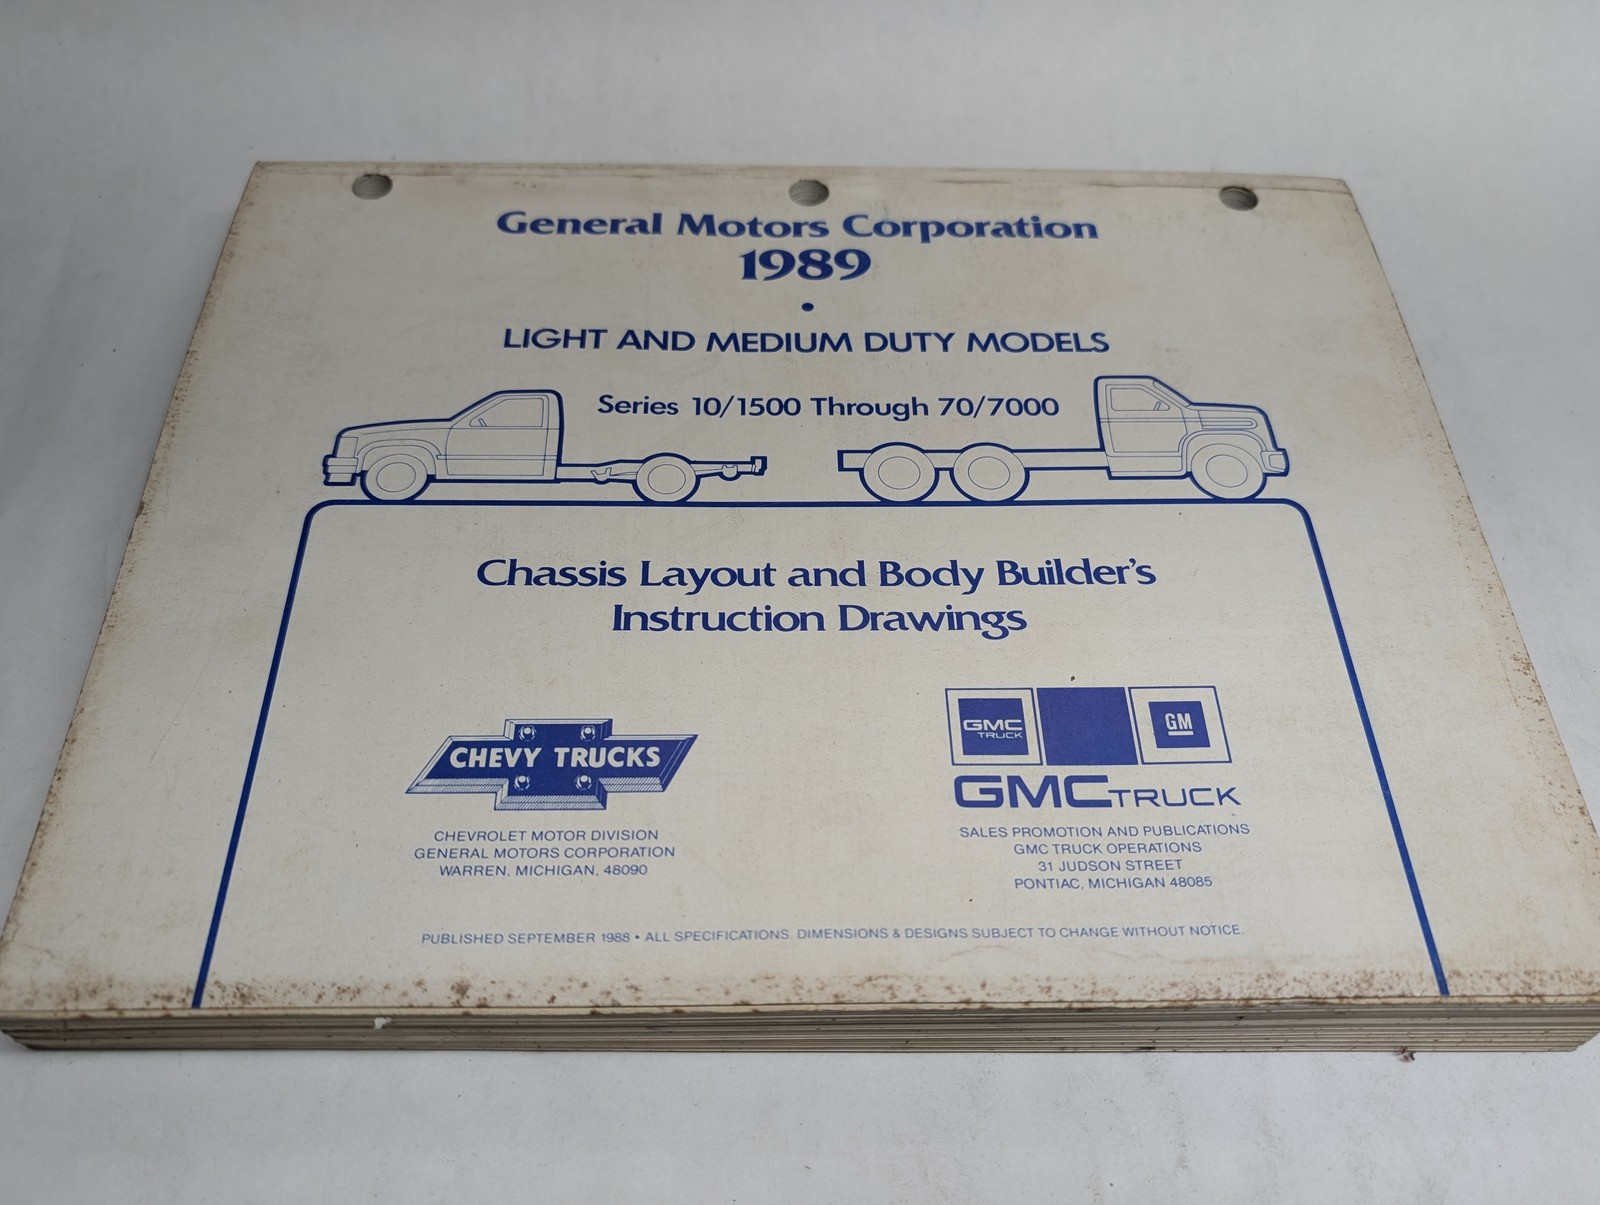 General Motors Corporation
1989
•
LIGHT AND MEDIUM DUTY MODELS
Series 10/1500 Through 70/7000
Chassis Layout and Body Builder's
Instruction Drawings
CHEVY TRUCKS
CHEVROLET MOTOR DIVISION
GENERAL MOTORS CORPORATION
WARREN, MICHIGAN, 48090
GMC
TRUCK
GM
GMC TRUCK
SALES PROMOTION AND PUBLICATIONS
GMC TRUCK OPERATIONS
31 JUDSON STREET
PONTIAC, MICHIGAN 48085
PUBLISHED SEPTEMBER 1988 • ALL SPECIFICATIONS. DIMENSIONS & DESIGNS SUBJECT TO CHANGE WITHOUT NOTICE.